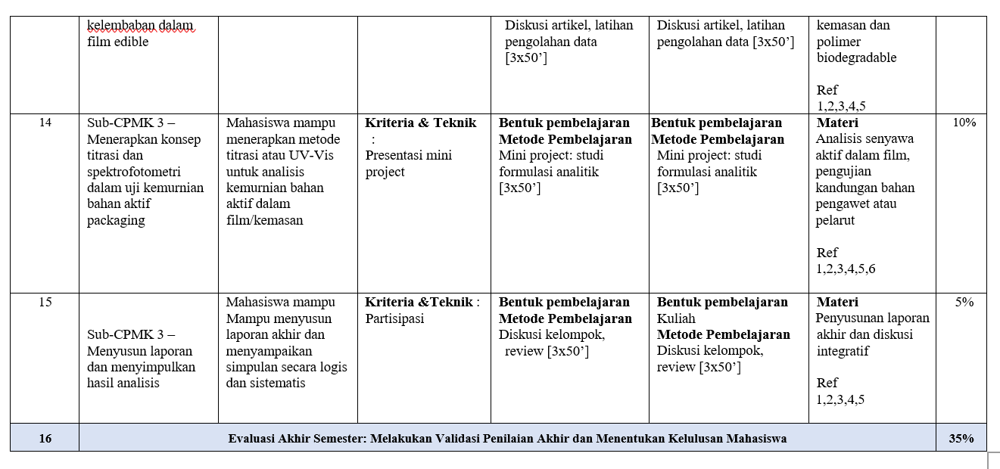 kelembaban dalam
film edible
Diskusi artikel, latihan
pengolahan data
[3x50’]
Diskusi artikel, latihan
pengolahan data [3x50’]
kemasan dan
polimer
biodegradable
Ref
1,2,3,4,5
14
Sub-CPMK 3 –
Menerapkan konsep
titrasi dan
spektrofotometri
dalam uji kemurnian
bahan aktif
packaging
Mahasiswa mampu
menerapkan metode
titrasi atau UV-Vis
untuk analisis
kemurnian bahan
aktif dalam
film/kemasan
Kriteria & Teknik
:
Presentasi mini
project
Bentuk pembelajaran
Metode Pembelajaran
Mini project: studi
formulasi analitik
[3x50’]
Bentuk pembelajaran
Metode Pembelajaran
Mini project: studi
formulasi analitik
[3x50’]
Materi
Analisis senyawa
aktif dalam film,
pengujian
kandungan bahan
pengawet atau
pelarut
Ref
1,2,3,4,5,6
10%
15
Sub-CPMK 3 –
Menyusun laporan
dan menyimpulkan
hasil analisis
Mahasiswa mampu
Mampu menyusun
laporan akhir dan
menyampaikan
simpulan secara logis
dan sistematis
Kriteria &Teknik :
Partisipasi
Bentuk pembelajaran
Metode Pembelajaran
Diskusi kelompok,
review [3x50’]
Bentuk pembelajaran
Kuliah
Metode Pembelajaran
Diskusi kelompok,
review [3x50’]
Materi
Penyusunan laporan
akhir dan diskusi
integratif
Ref
1,2,3,4,5
5%
16
Evaluasi Akhir Semester: Melakukan Validasi Penilaian Akhir dan Menentukan Kelulusan Mahasiswa
35%